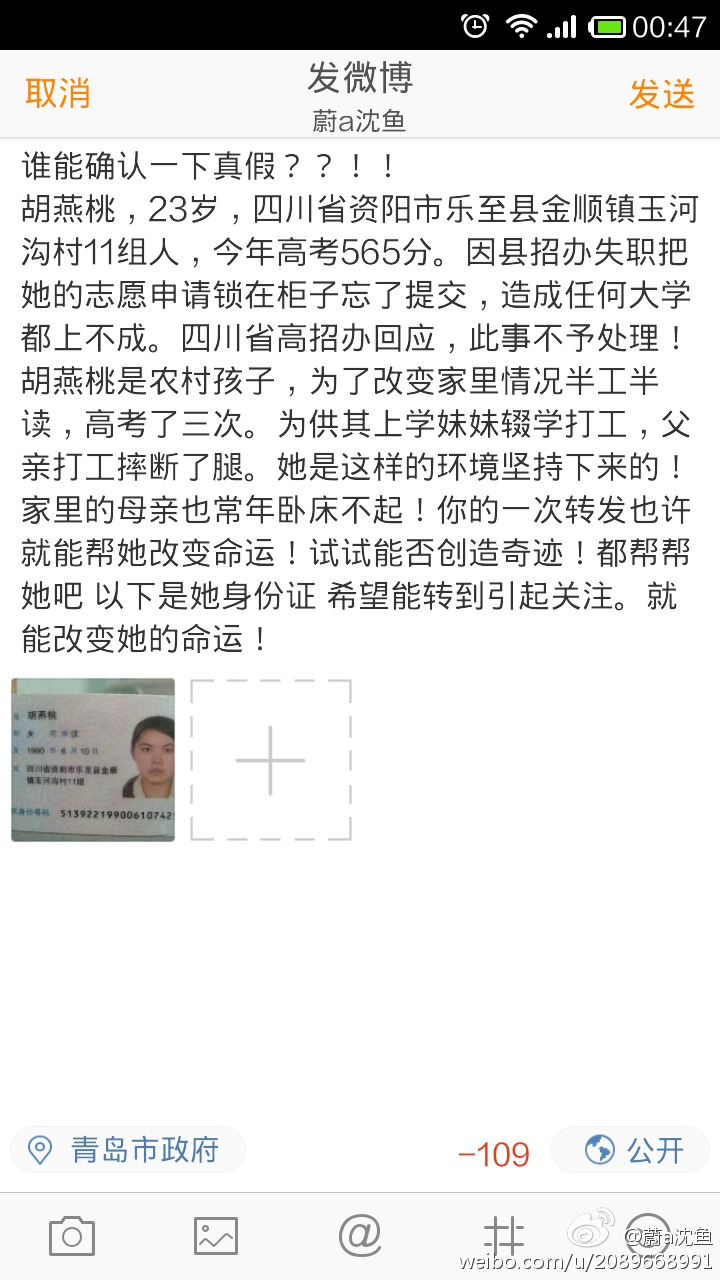 00:47
取消
发微博
发送
蔚a沈鱼
谁能确认一下真假？？！！
胡燕桃，23岁，四川省资阳市乐至县金顺镇玉河
沟村11组人，今年高考565分。因县招办失职把
她的志愿申请锁在柜子忘了提交，造成任何大学
都上不成。四川省高招办回应，此事不予处理！
胡燕桃是农村孩子，为了改变家里情况半工半
读，高考了三次。为供其上学妹妹辍学打工，父
亲打工摔断了腿。她是这样的环境坚持下来的！
家里的母亲也常年卧床不起！你的一次转发也许
就能帮她改变命运！试试能否创造奇迹！都帮帮
她吧 以下是她身份证 希望能转到引起关注。就
能改变她的命运！
胡燕桃
女 汉
1990 年 6 月 10 日
四川省资阳市乐至县金顺
镇玉河沟村11组
身份号码 51392219900610742
青岛市政府
-109
公开
@蔚a沈鱼
weibo.com/u/2089668991